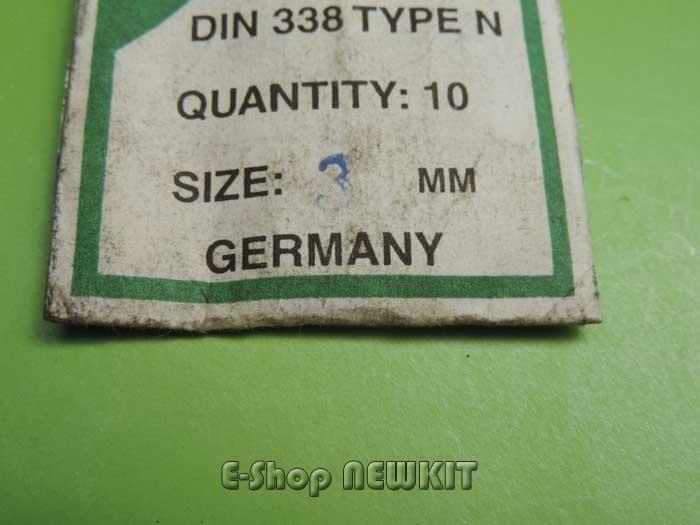 DIN 338 TYPE N
QUANTITY: 10
SIZE: 3 MM
GERMANY
E-Shop NEWKIT